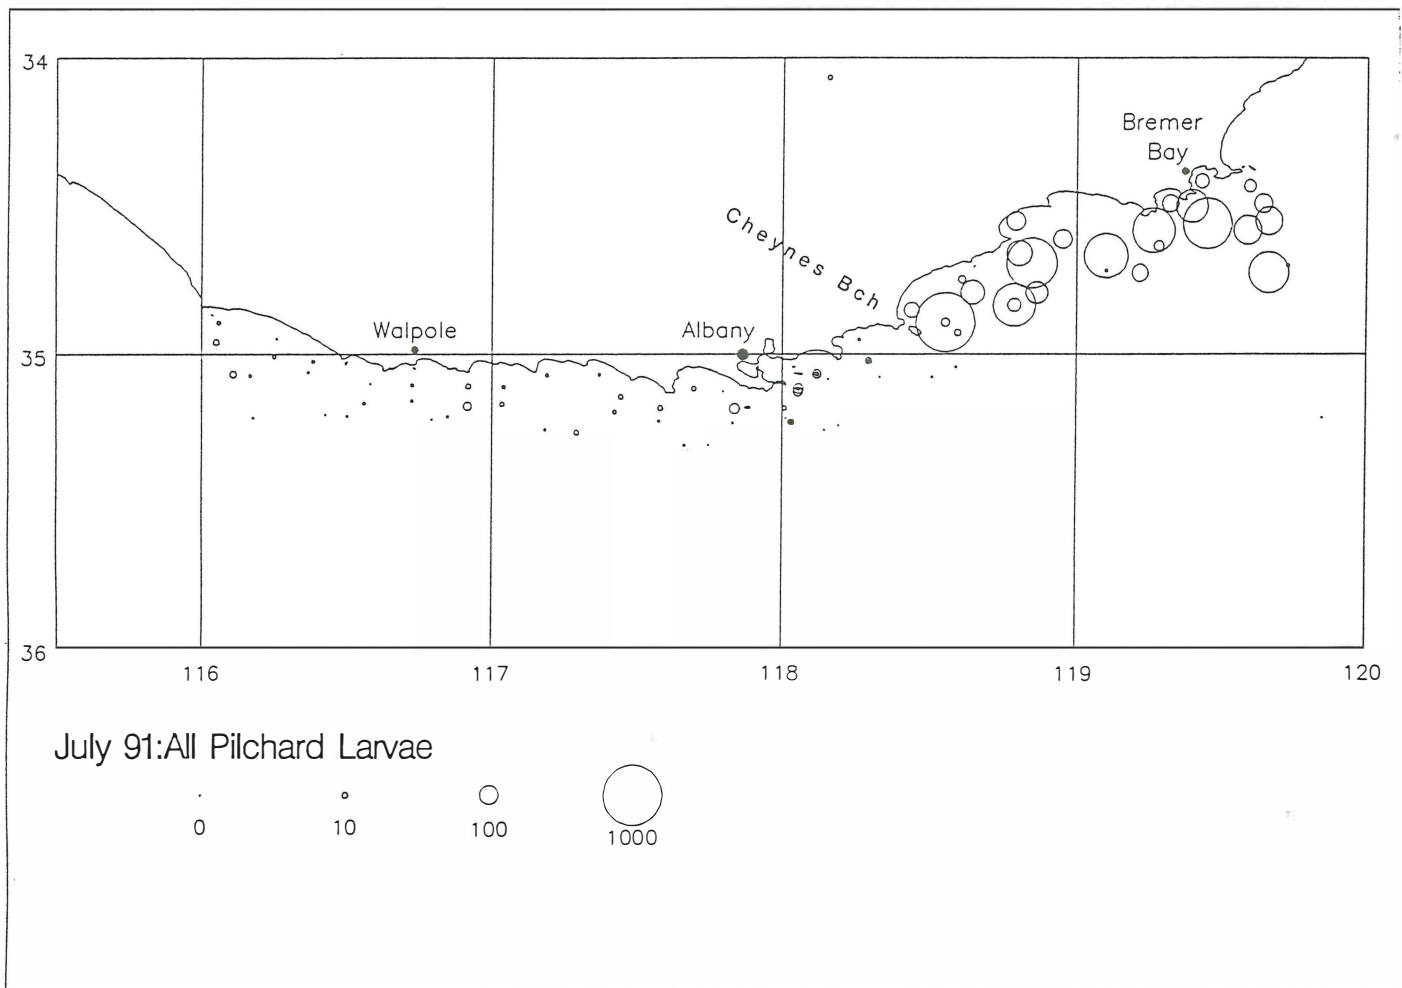 34
Bremer
Bay
Cheynes Bch
Walpole
Albany
35
36
116 117 118 119 120
July 91:All Pilchard Larvae
0 10 100 1000